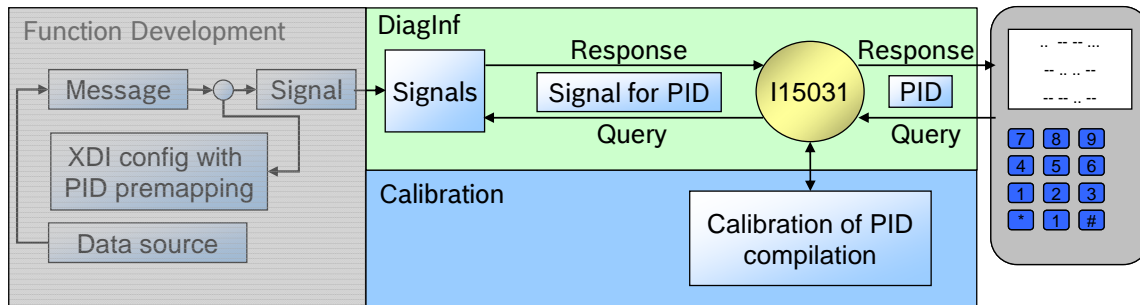 Function Development
Message
Signal
XDI config with
PID premapping
Data source
DiagInf
Signals
Response
Signal for PID
Query
I15031
Response
PID
Query
Calibration
Calibration of PID
compilation
.. -- -- ...
-- .. .. --
-- -- .. --
7 8 9
4 5 6
1 2 3
* 1 #